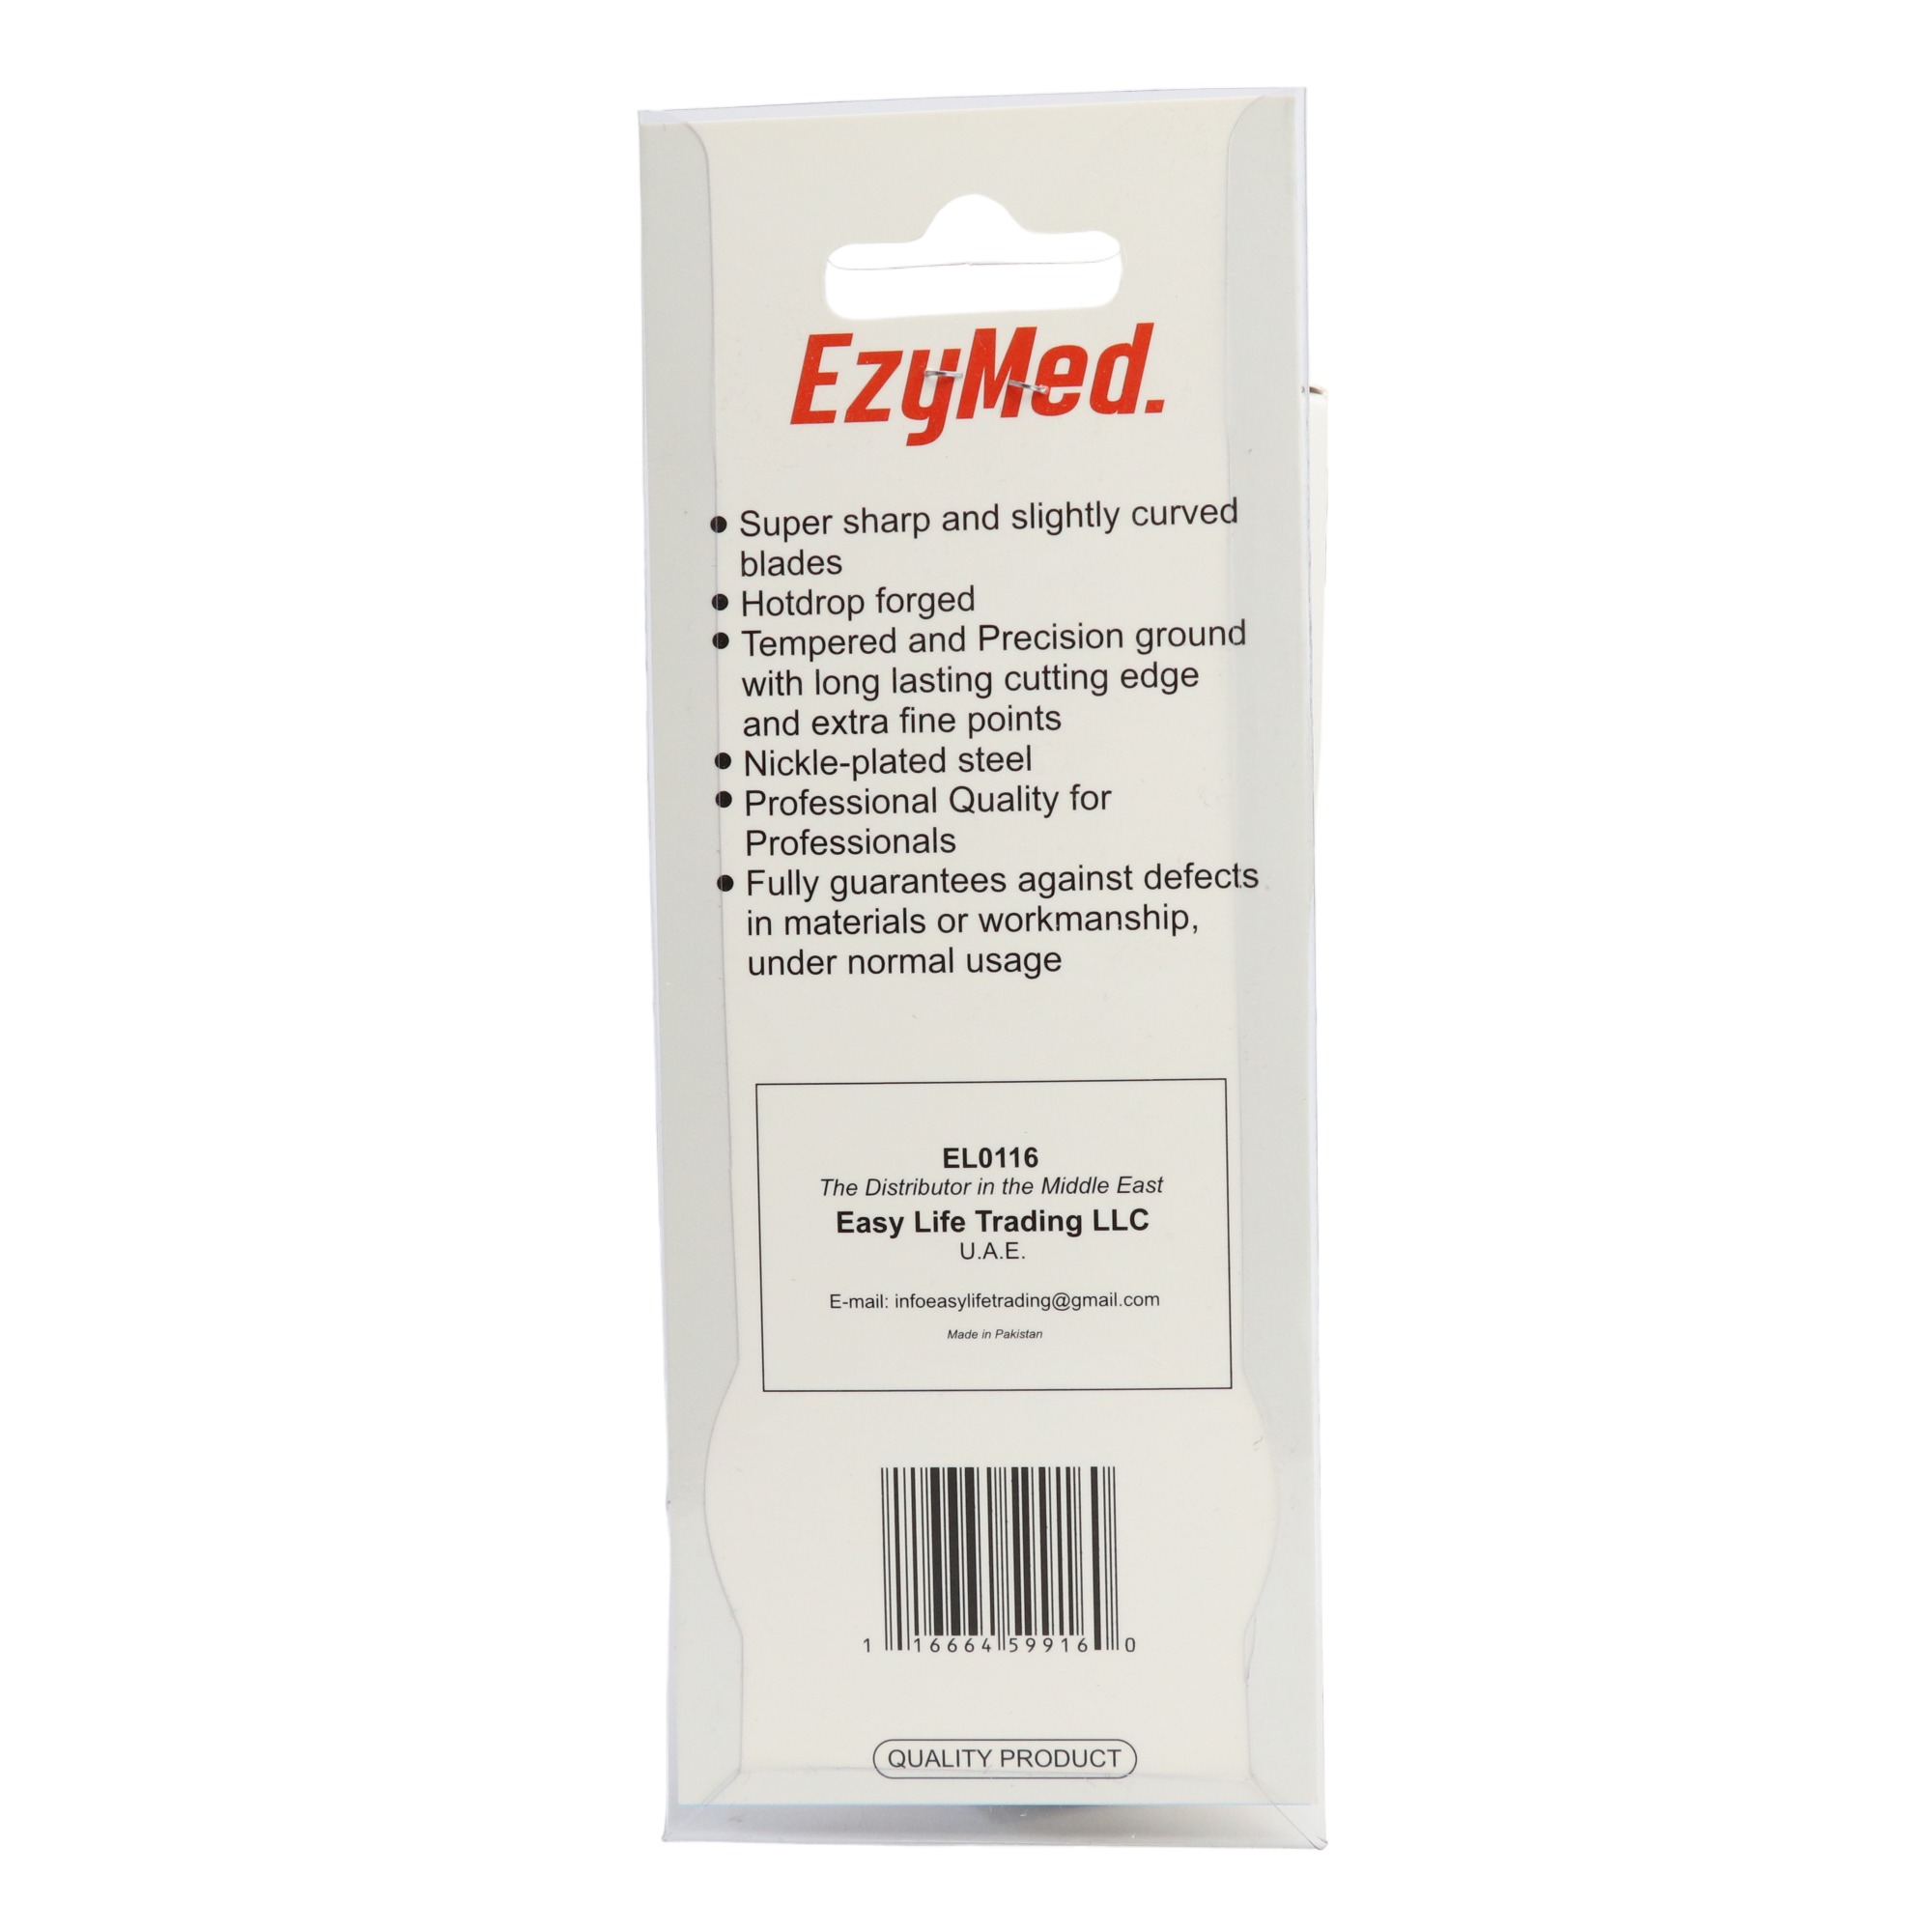 EzyMed.
• Super sharp and slightly curved
blades
• Hotdrop forged
• Tempered and Precision ground
with long lasting cutting edge
and extra fine points
• Nickle-plated steel
• Professional Quality for
Professionals
• Fully guarantees against defects
in materials or workmanship,
under normal usage
EL0116
The Distributor in the Middle East
Easy Life Trading LLC
U.A.E.
E-mail: infoeasylifetrading@gmail.com
Made in Pakistan
1 16664 59916 0
QUALITY PRODUCT